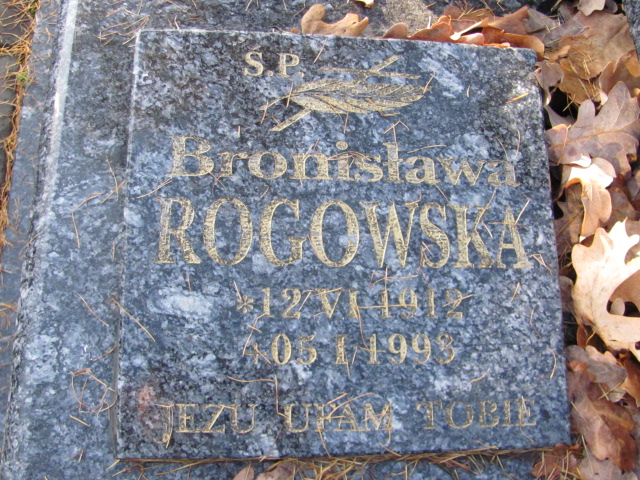 S.P.
Bronisława
ROGOWSKA
*12 VI 1912
+05 I 1993
JEZU UFAM TOBIE